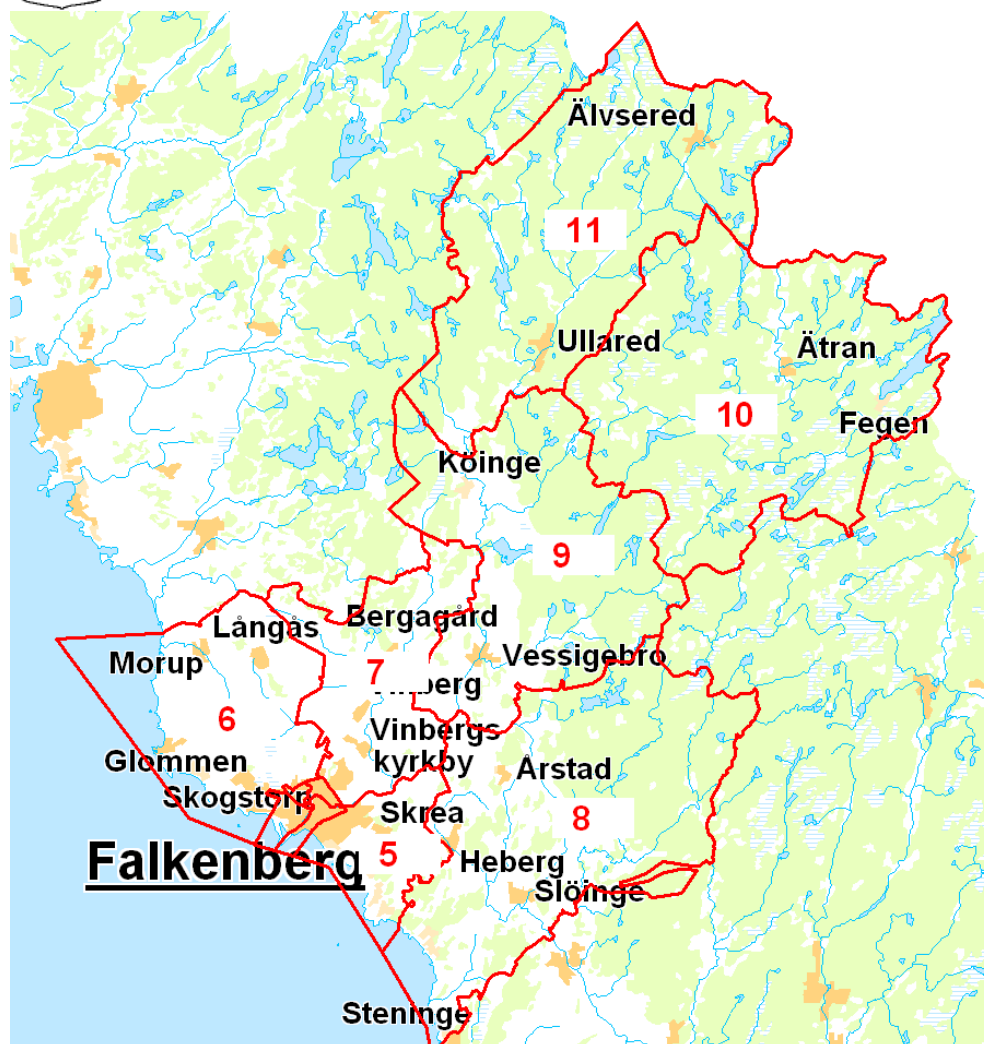 Älvsered
11
Ullared
Ätran
10
Fegen
Köinge
9
Bergagård
Långås
Vessigebro
Morup
7
6
Vinbergs
kyrkby
Glommen
Årstad
Skogstorp
Skrea
8
5
Falkenberg
Heberg
Slöinge
Steninge